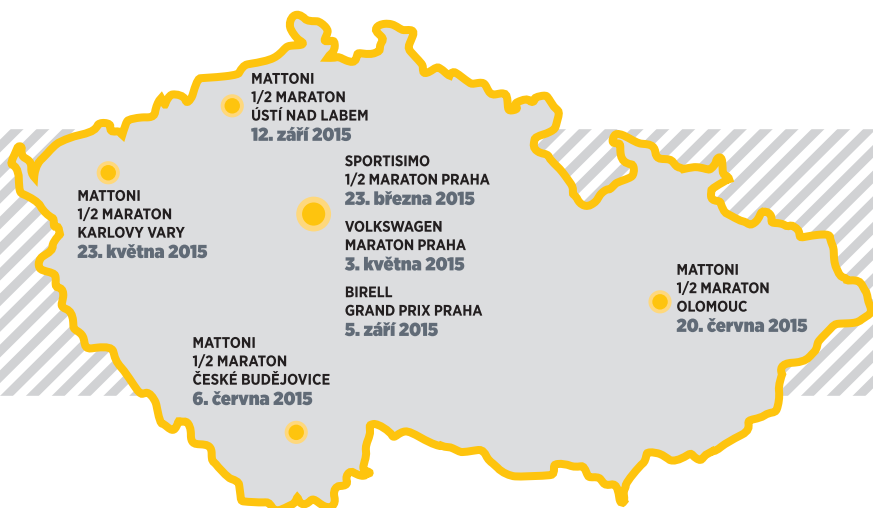 MATTONI
1/2 MARATON
ÚSTÍ NAD LABEM
12. září 2015
SPORTISIMO
1/2 MARATON PRAHA
23. března 2015
MATTONI
1/2 MARATON
KARLOVY VARY
23. května 2015
VOLKSWAGEN
MARATON PRAHA
3. května 2015
BIRELL
GRAND PRIX PRAHA
5. září 2015
MATTONI
1/2 MARATON
OLOMOUC
20. června 2015
MATTONI
1/2 MARATON
ČESKÉ BUDĚJOVICE
6. června 2015